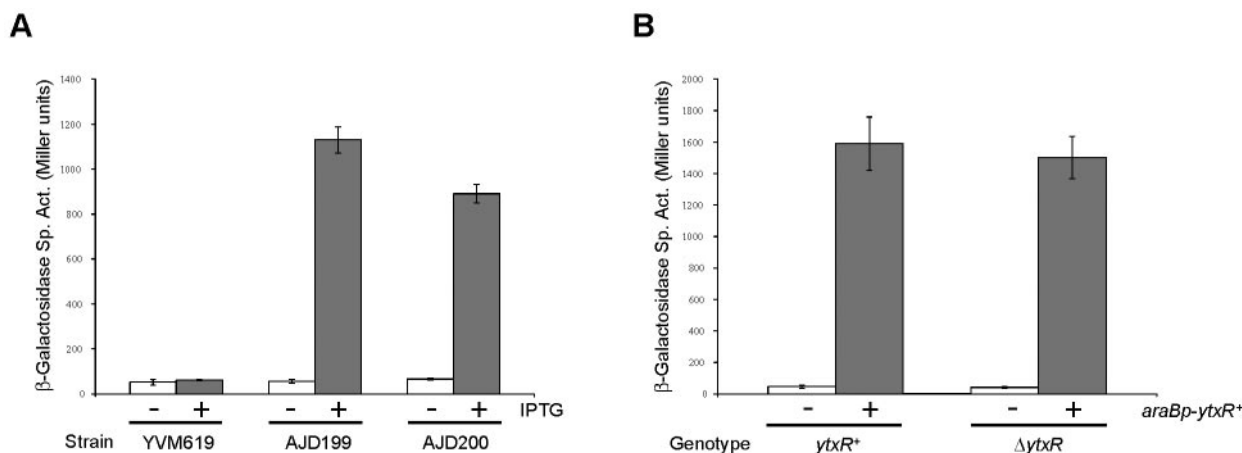 A
β-Galactosidase Sp. Act. (Miller units)
1400
1200
1000
800
600
400
200
0
- + - + - + IPTG
Strain YVM619 AJD199 AJD200
B
β-Galactosidase Sp. Act. (Miller units)
2000
1800
1600
1400
1200
1000
800
600
400
200
0
- + - + araBp-ytxR+
Genotype ytxR+ ΔytxR